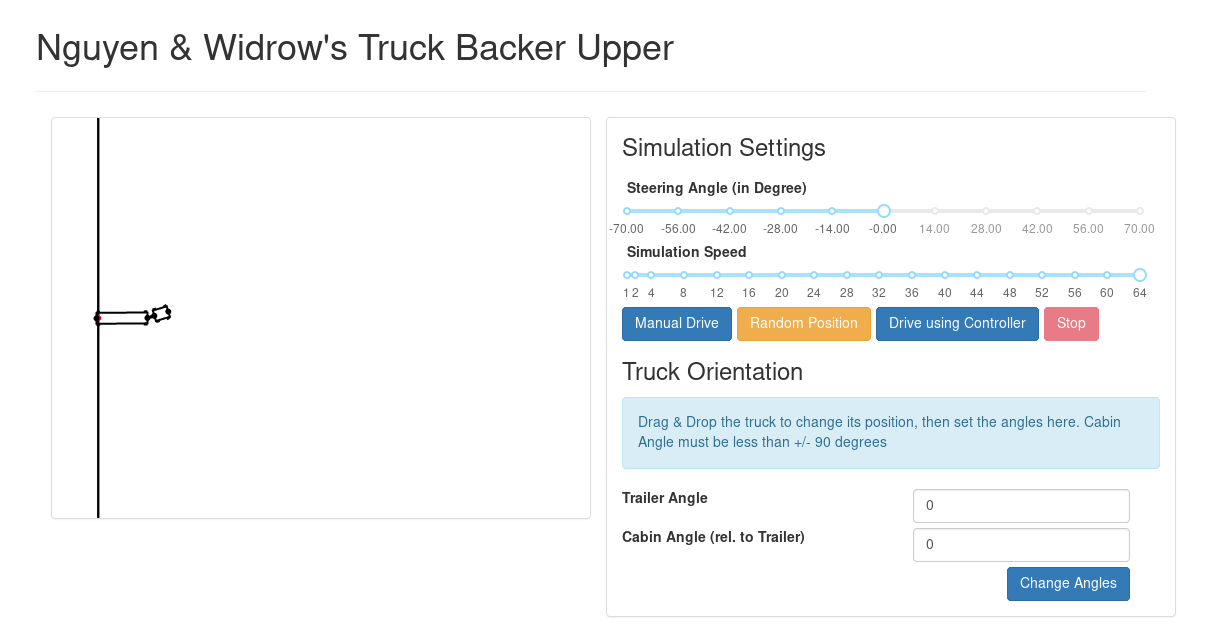 Nguyen & Widrow's Truck Backer Upper
Simulation Settings
Steering Angle (in Degree)
-70.00 -56.00 -42.00 -28.00 -14.00 -0.00 14.00 28.00 42.00 56.00 70.00
Simulation Speed
1 2 4 8 12 16 20 24 28 32 36 40 44 48 52 56 60 64
Manual Drive Random Position Drive using Controller Stop
Truck Orientation
Drag & Drop the truck to change its position, then set the angles here. Cabin
Angle must be less than +/- 90 degrees
Trailer Angle 0
Cabin Angle (rel. to Trailer) 0
Change Angles